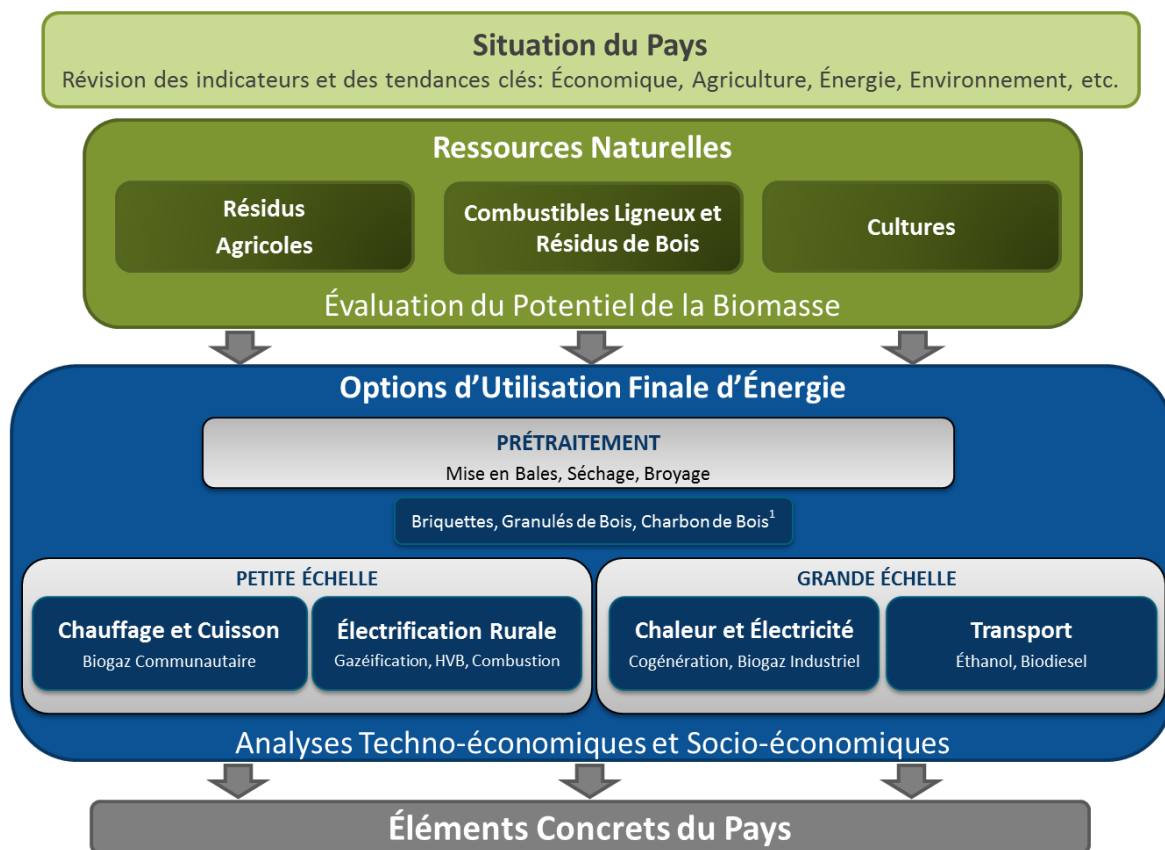 Situation du Pays
Révision des indicateurs et des tendances clés: Économique, Agriculture, Énergie, Environnement, etc.
Ressources Naturelles
Résidus
Agricoles
Combustibles Ligneux et
Résidus de Bois
Cultures
Évaluation du Potentiel de la Biomasse
Options d'Utilisation Finale d'Énergie
PRÉTRAITEMENT
Mise en Bales, Séchage, Broyage
Briquettes, Granulés de Bois, Charbon de Bois¹
PETITE ÉCHELLE
Chauffage et Cuisson
Biogaz Communautaire
Électrification Rurale
Gazéification, HVB, Combustion
GRANDE ÉCHELLE
Chaleur et Électricité
Cogénération, Biogaz Industriel
Transport
Éthanol, Biodiesel
Analyses Techno-économiques et Socio-économiques
Éléments Concrets du Pays